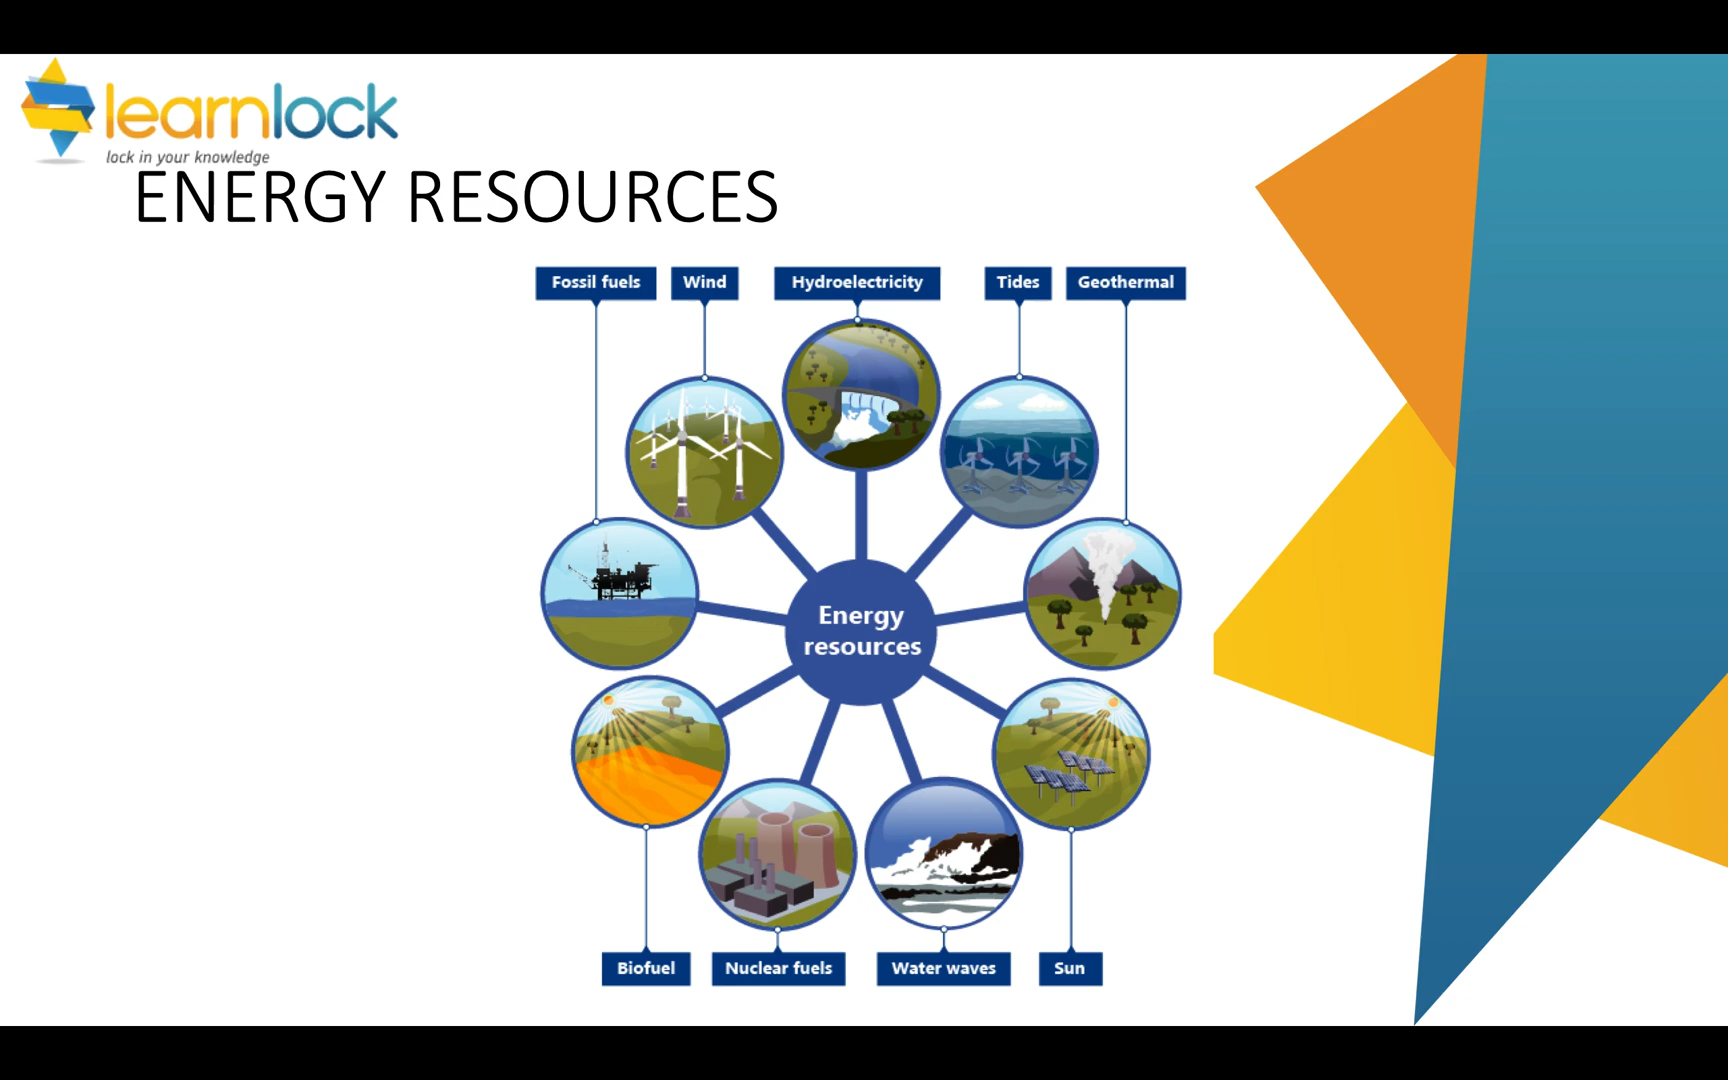 learnlock
lock in your knowledge
ENERGY RESOURCES
Fossil fuels
Wind
Hydroelectricity
Tides
Geothermal
Energy
resources
Biofuel
Nuclear fuels
Water waves
Sun